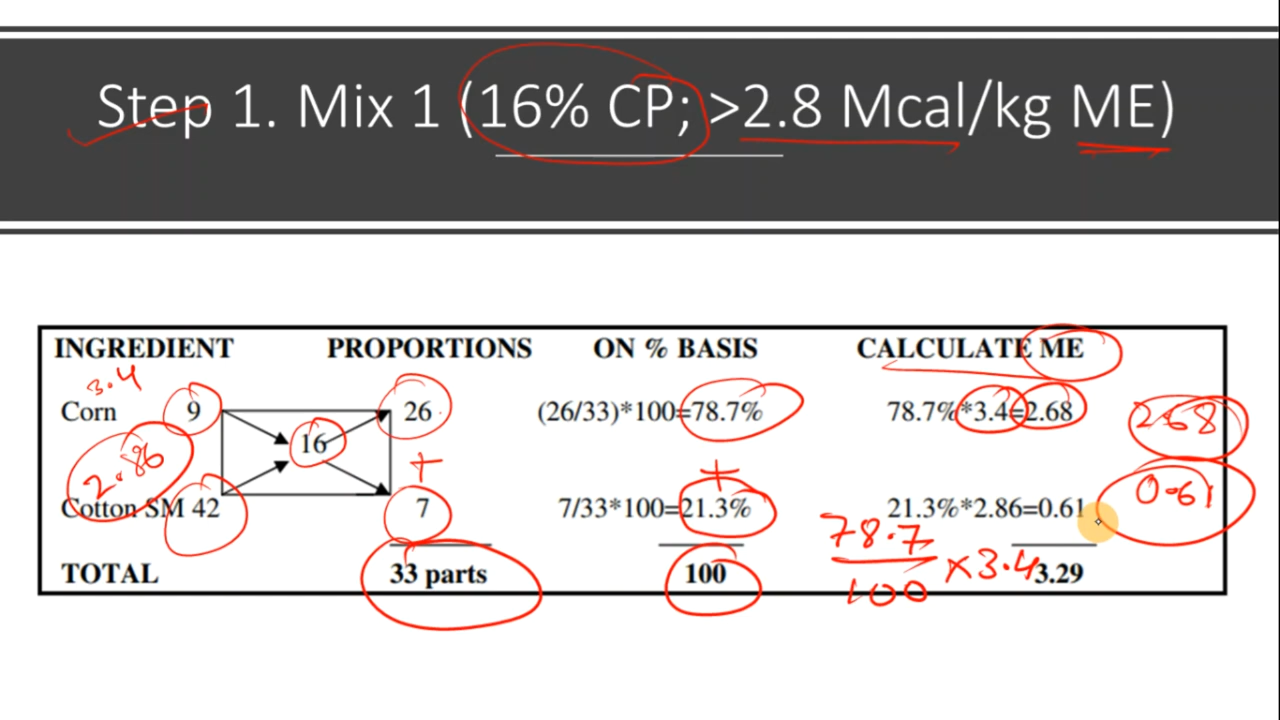 Step 1. Mix 1 (16% CP; >2.8 Mcal/kg ME)
INGREDIENT PROPORTIONS ON % BASIS CALCULATE ME
3.4
Corn 9 26 (26/33)*100=78.7% 78.7%*3.4=2.68 2.68
16
2.86 + +
Cotton SM 42 7 7/33*100=21.3% 21.3%*2.86=0.61 0.61
78.7
100 ×3.4
TOTAL 33 parts 100 3.29